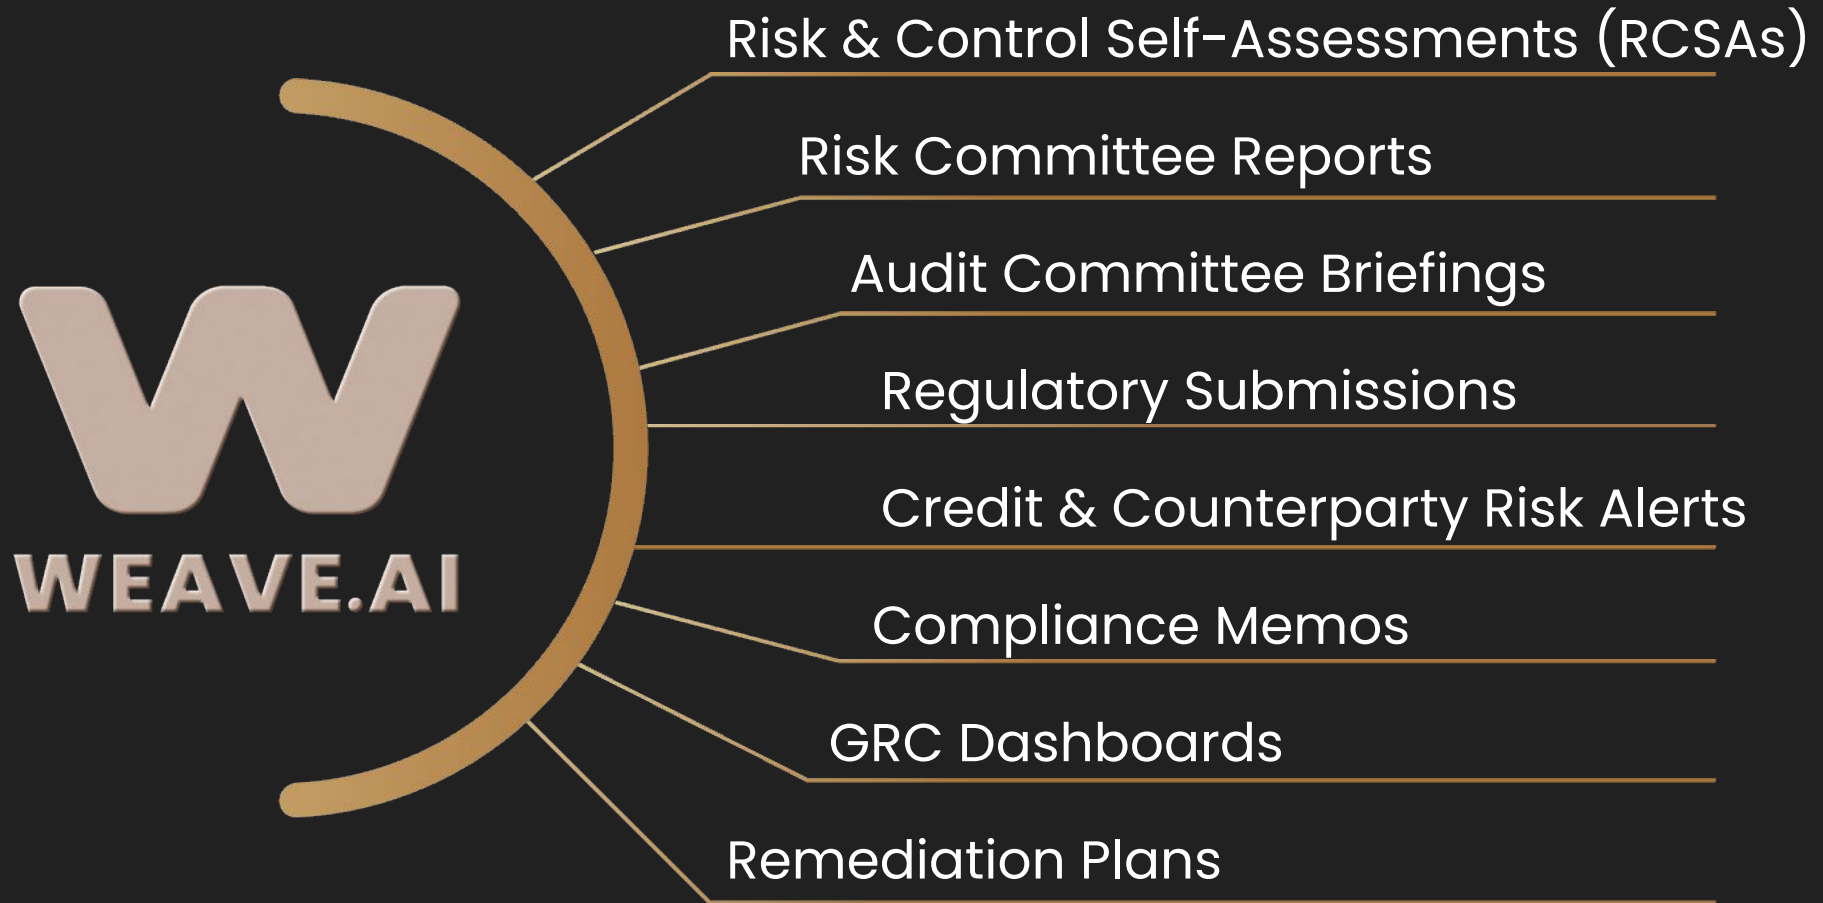 Risk & Control Self-Assessments (RCSAs)
Risk Committee Reports
Audit Committee Briefings
Regulatory Submissions
Credit & Counterparty Risk Alerts
Compliance Memos
GRC Dashboards
Remediation Plans
W
WEAVE.AI